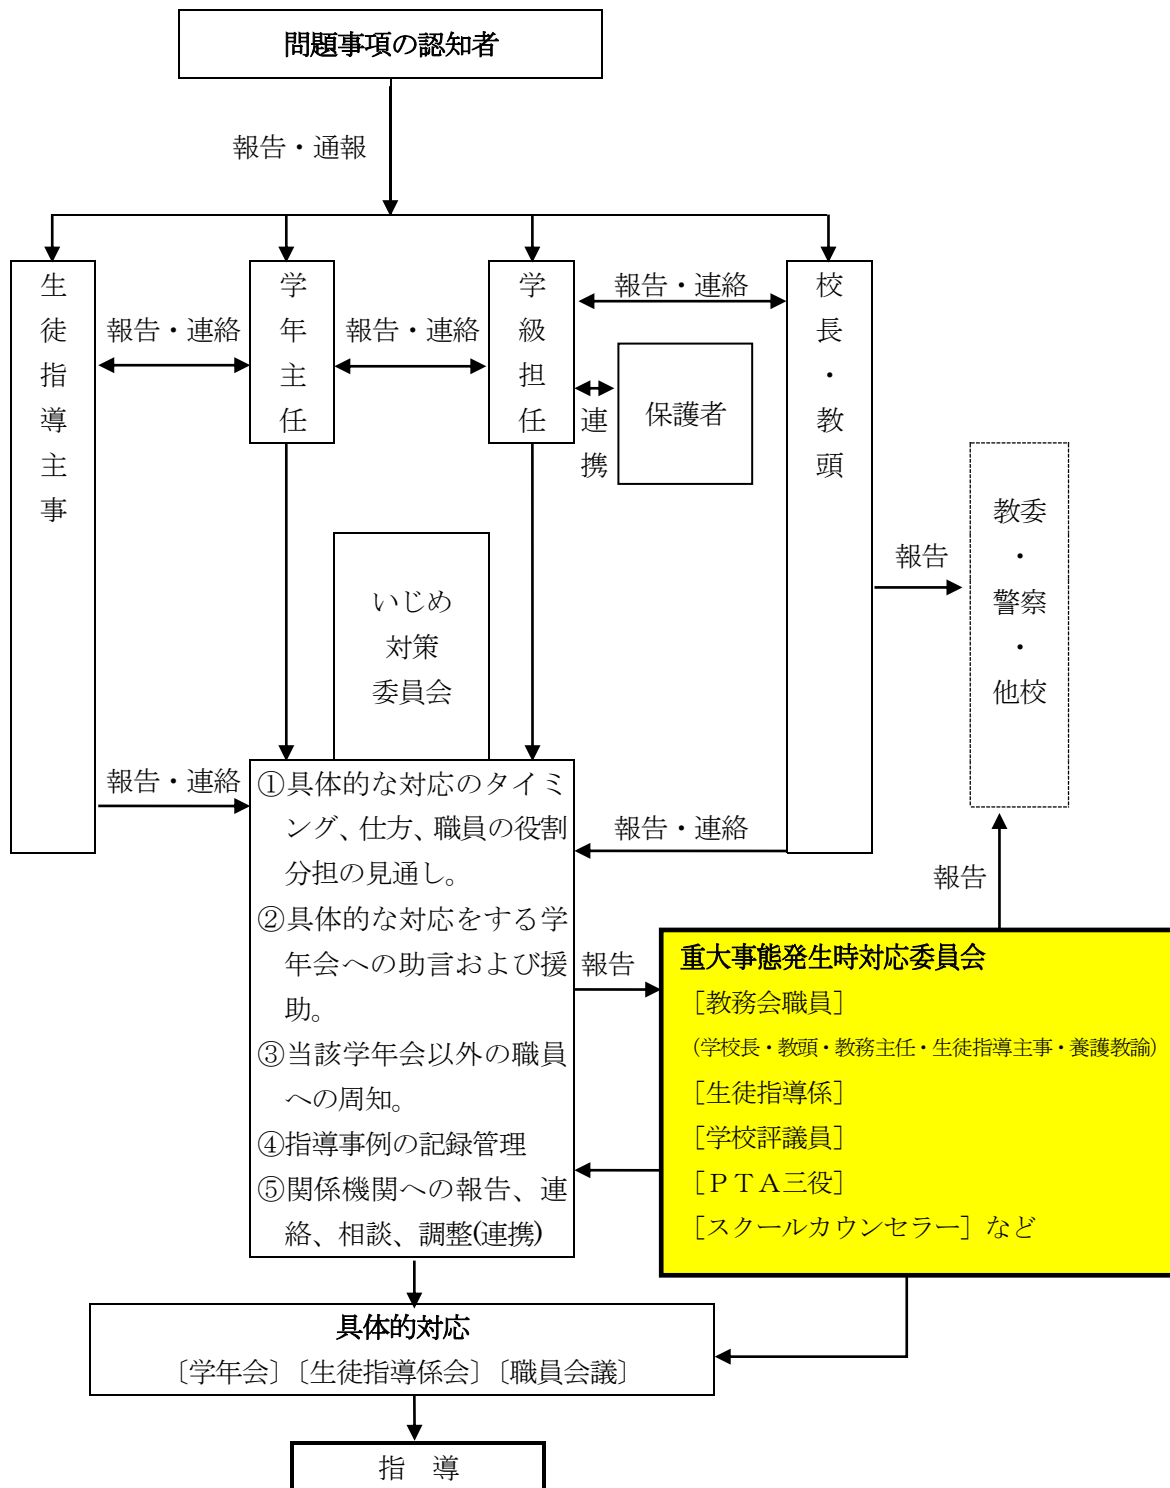 問題事項の認知者
報告・通報
生徒指導主事
報告・連絡
学年主任
報告・連絡
学級担任
報告・連絡
連携
保護者
校長・教頭
報告
教委
・
警察
・
他校
いじめ
対策
委員会
報告・連絡
①具体的な対応のタイミ
ング、仕方、職員の役割
分担の見通し。
②具体的な対応をする学
年会への助言および援
助。
③当該学年会以外の職員
への周知。
④指導事例の記録管理
⑤関係機関への報告、連
絡、相談、調整(連携)
報告・連絡
報告
報告
重大事態発生時対応委員会
［教務会職員］
（学校長・教頭・教務主任・生徒指導主事・養護教諭）
［生徒指導係］
［学校評議員］
［ＰＴＡ三役］
［スクールカウンセラー］など
具体的対応
〔学年会〕〔生徒指導係会〕〔職員会議〕
指　導